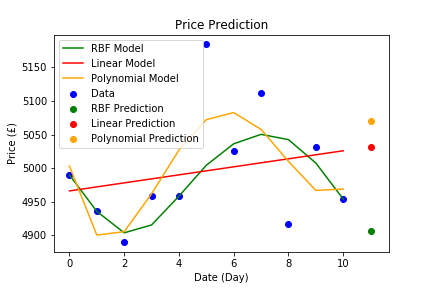 Price Prediction
RBF Model
Linear Model
Polynomial Model
Data
RBF Prediction
Linear Prediction
Polynomial Prediction
5150
5100
5050
5000
4950
4900
Price (£)
0 2 4 6 8 10
Date (Day)